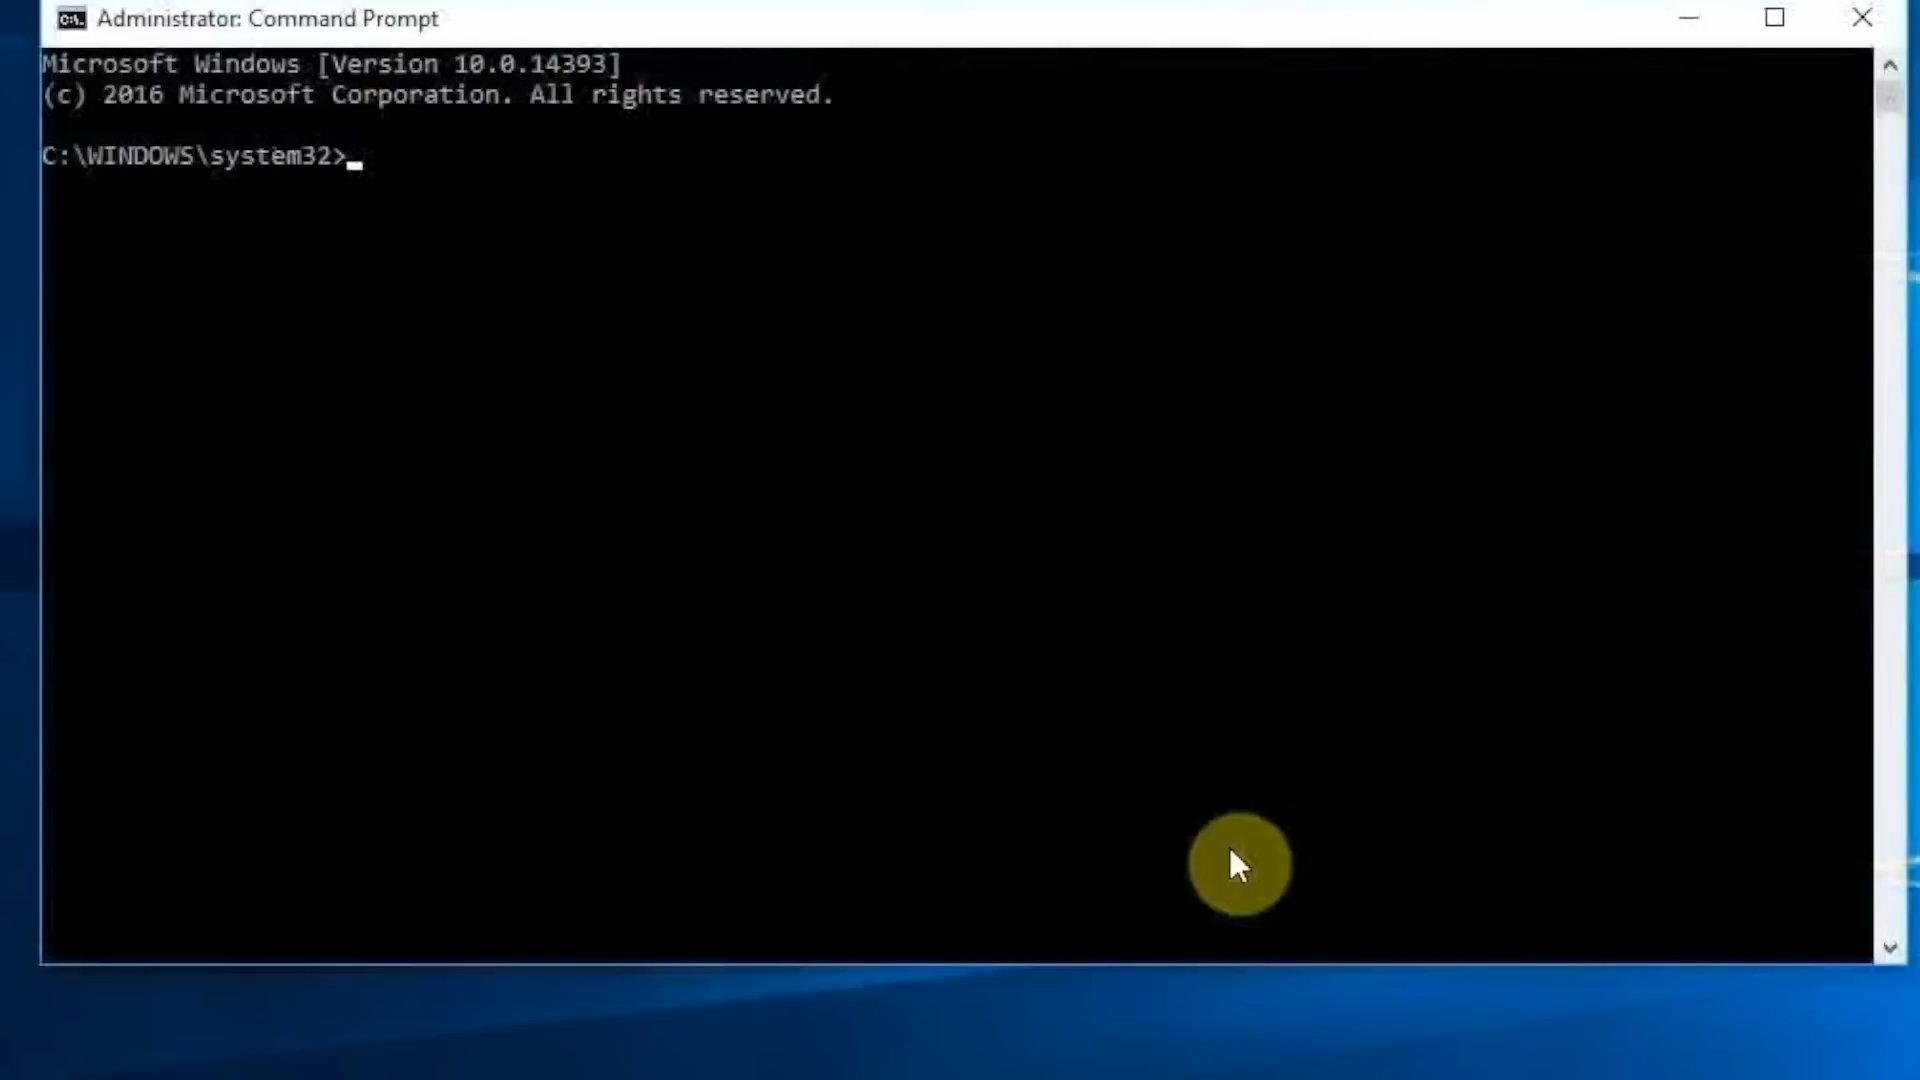 Administrator: Command Prompt
Microsoft Windows [Version 10.0.14393]
(c) 2016 Microsoft Corporation. All rights reserved.
C:\WINDOWS\system32>